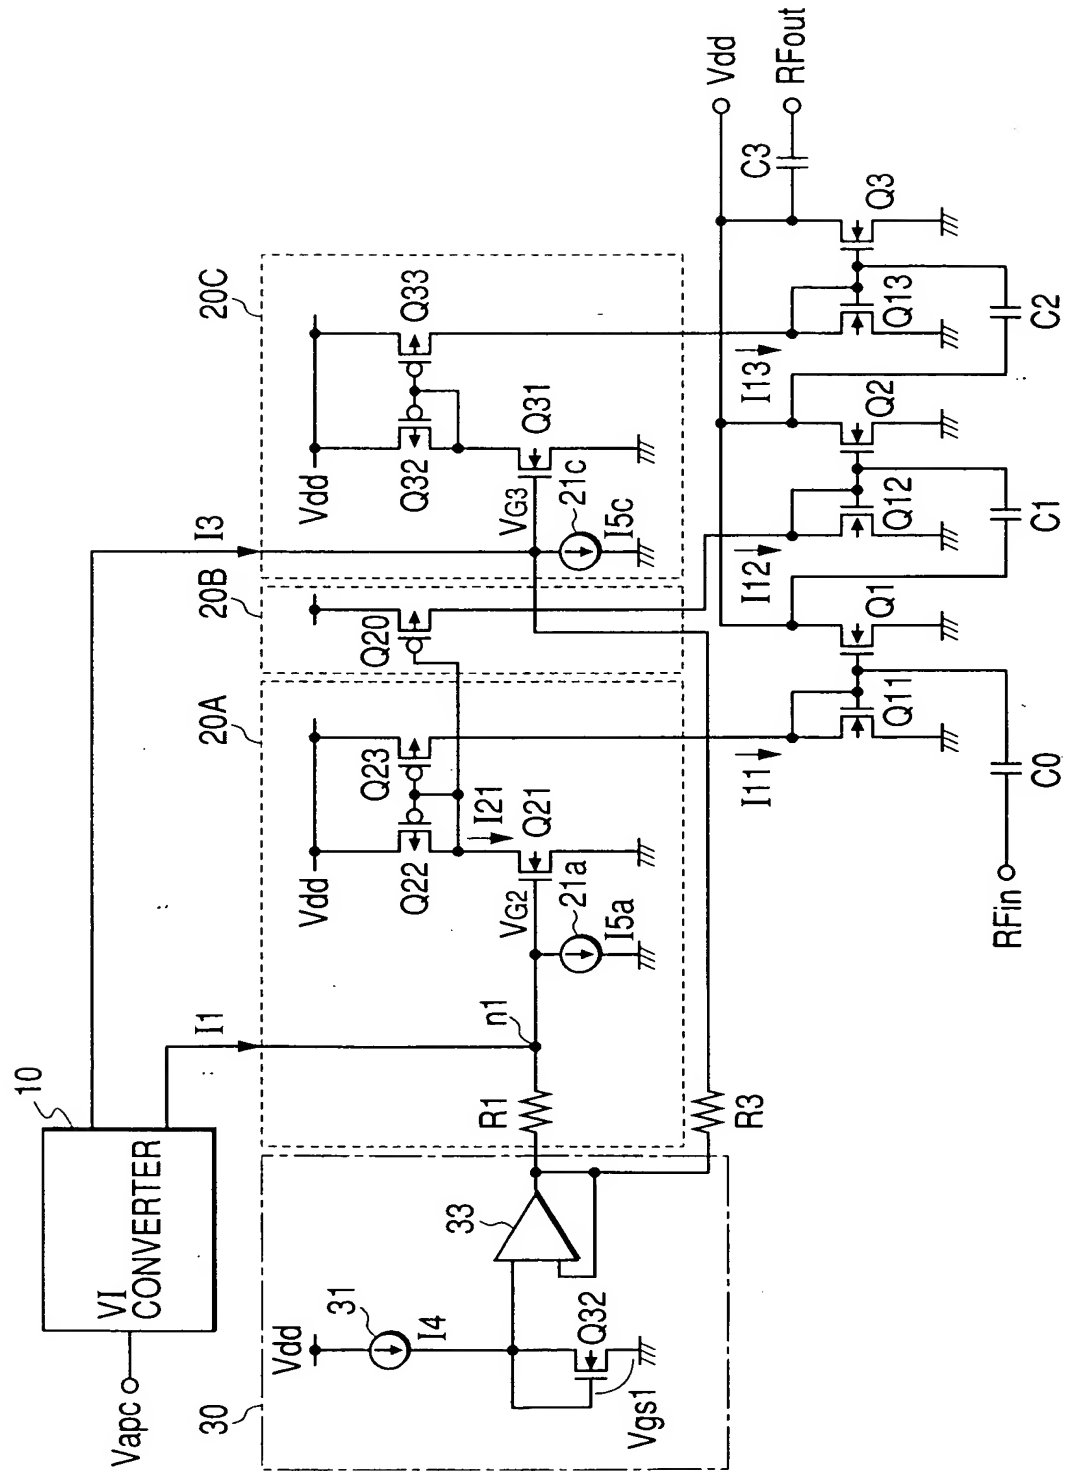 Vapc
10
VI
CONVERTER
I1
I3
30
Vdd
31
I4
33
Q32
Vgs1
20A
R1
R3
n1
Vdd
Q22
Q23
I21
VG2
Q21
21a
I5a
20B
Q20
20C
Vdd
Q32
Q33
VG3
Q31
21c
I5c
I11
I12
I13
RFin
C0
Q11
Q1
C1
Q12
Q2
C2
Q13
Q3
C3
Vdd
RFout